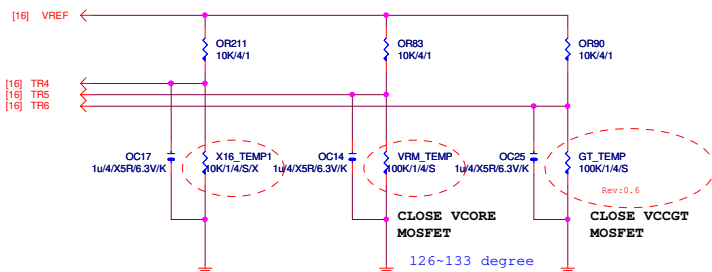 [16] VREF
OR211
10K/4/1
OR83
10K/4/1
OR90
10K/4/1
[16] TR4
[16] TR5
[16] TR6
OC17
1u/4/X5R/6.3V/K
X16_TEMP1
10K/1/4/S/X
OC14
1u/4/X5R/6.3V/K
VRM_TEMP
100K/1/4/S
OC25
1u/4/X5R/6.3V/K
GT_TEMP
100K/1/4/S
Rev:0.6
CLOSE VCORE
MOSFET
CLOSE VCCGT
MOSFET
126~133 degree